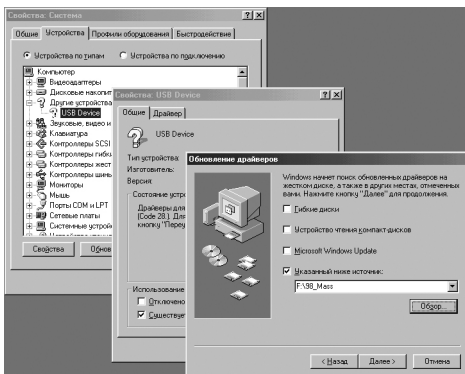 Свойства: Система
Общие
Устройства
Профили оборудования
Быстродействие
Устройства по типам
Устройства по подключению
Компьютер
Видеоадаптеры
Дисковые накопит
Другие устройства
USB Device
Звуковые, видео и
Клавиатура
Контроллеры SCSI
Контроллеры гибки
Контроллеры жест
Контроллеры шины
Мониторы
Мышь
Порты COM и LPT
Сетевые платы
Системные устрой
Свойства
Обнов
Свойства: USB Device
Общие
Драйвер
USB Device
Тип устройства:
Изготовитель:
Версия:
Состояние устро
Драйверы для
(Code 28.). Для
кнопку "Переу
Использование
Отключено
Существуе
Обновление драйверов
Windows начнет поиск обновленных драйверов на
жестком диске, а также в других местах, отмеченных
вами. Нажмите кнопку "Далее" для продолжения.
Гибкие диски
Устройство чтения компакт-дисков
Microsoft Windows Update
Указанный ниже источник:
F:\98_Mass
Обзор...
< Назад
Далее >
Отмена